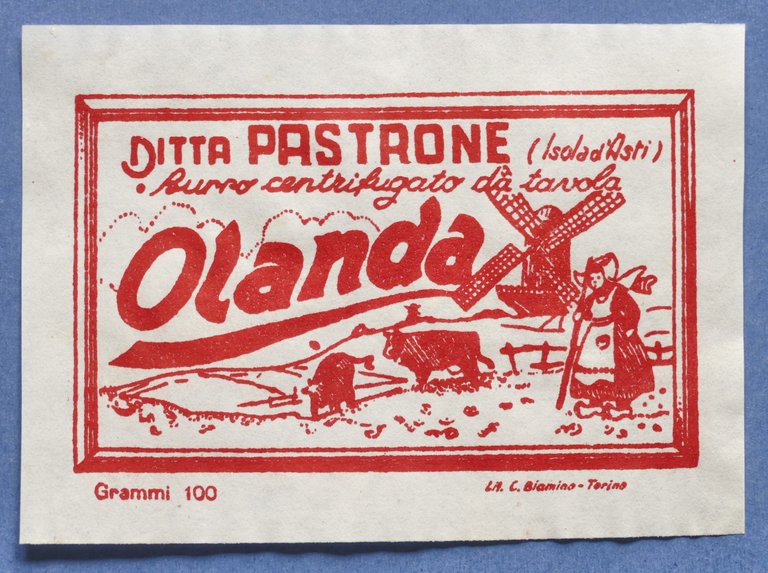 DITTA PASTRONE (Isola d'Asti)
Burro centrifugato da tavola
Olanda
Grammi 100
Lit. C. Biamino - Torino